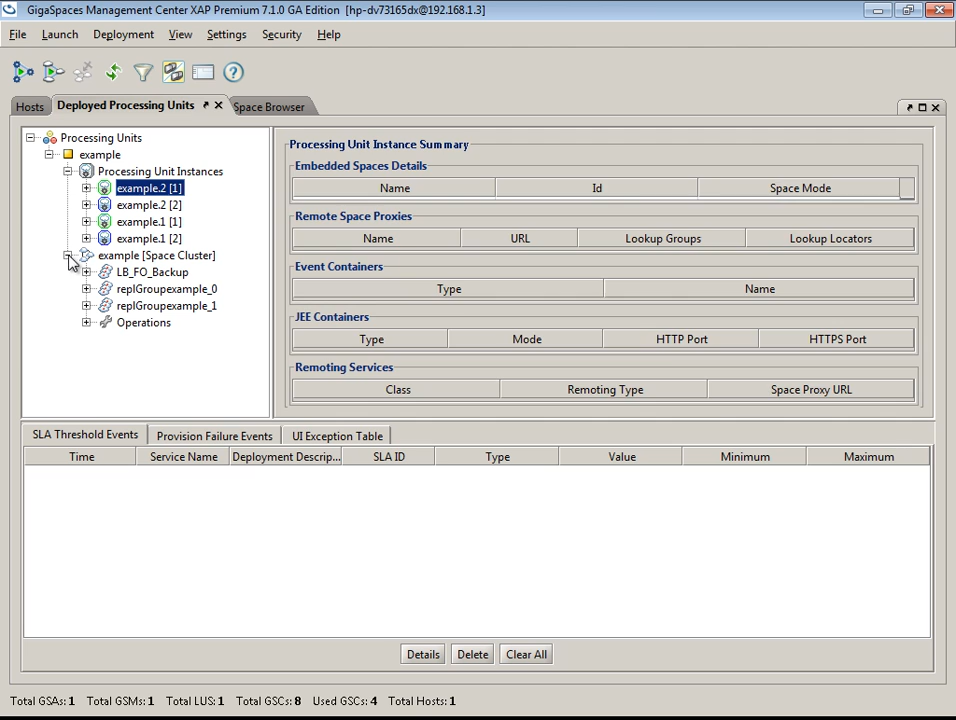 GigaSpaces Management Center XAP Premium 7.1.0 GA Edition [hp-dv73165dx@192.168.1.3]
File Launch Deployment View Settings Security Help
Hosts Deployed Processing Units Space Browser
Processing Units
example
Processing Unit Instances
example.2 [1]
example.2 [2]
example.1 [1]
example.1 [2]
example [Space Cluster]
LB_FO_Backup
replGroupexample_0
replGroupexample_1
Operations
Processing Unit Instance Summary
Embedded Spaces Details
Name Id Space Mode
Remote Space Proxies
Name URL Lookup Groups Lookup Locators
Event Containers
Type Name
JEE Containers
Type Mode HTTP Port HTTPS Port
Remoting Services
Class Remoting Type Space Proxy URL
SLA Threshold Events Provision Failure Events UI Exception Table
Time Service Name Deployment Descrip... SLA ID Type Value Minimum Maximum
Details Delete Clear All
Total GSAs: 1 Total GSMs: 1 Total LUS: 1 Total GSCs: 8 Used GSCs: 4 Total Hosts: 1